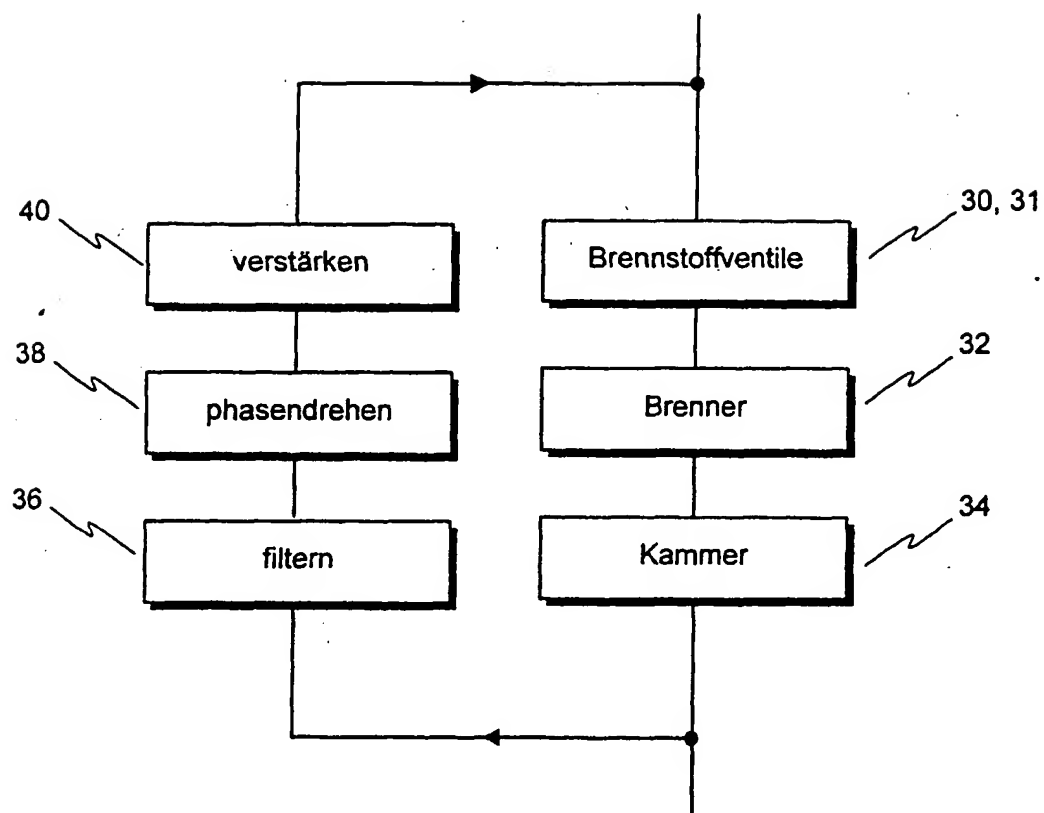 40
verstärken
Brennstoffventile
30, 31
38
phasendrehen
Brenner
32
36
filtern
Kammer
34